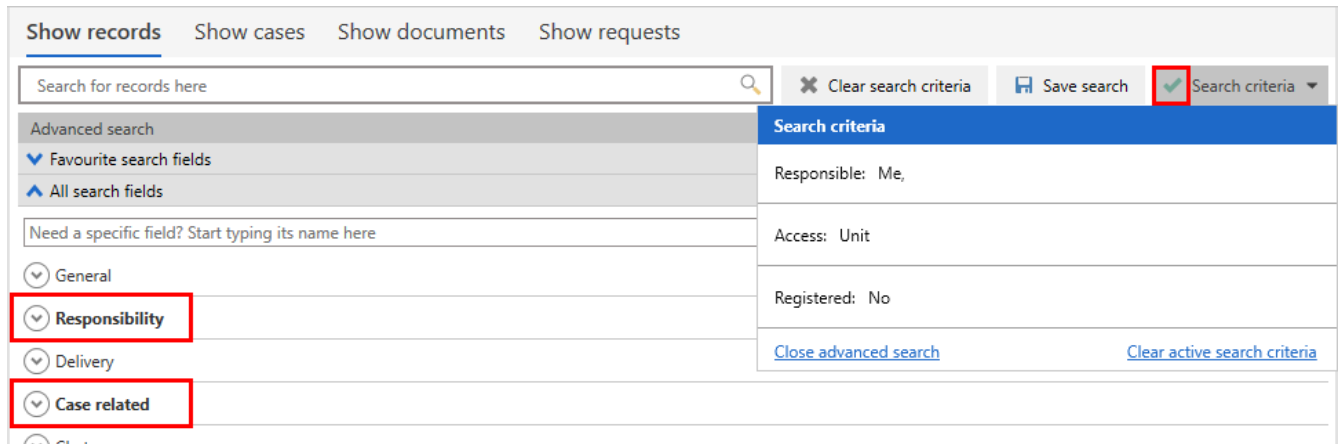 Show records Show cases Show documents Show requests
Search for records here Clear search criteria Save search Search criteria
Advanced search
Favourite search fields
All search fields
Need a specific field? Start typing its name here
General
Responsibility
Delivery
Case related
Search criteria
Responsible: Me,
Access: Unit
Registered: No
Close advanced search Clear active search criteria